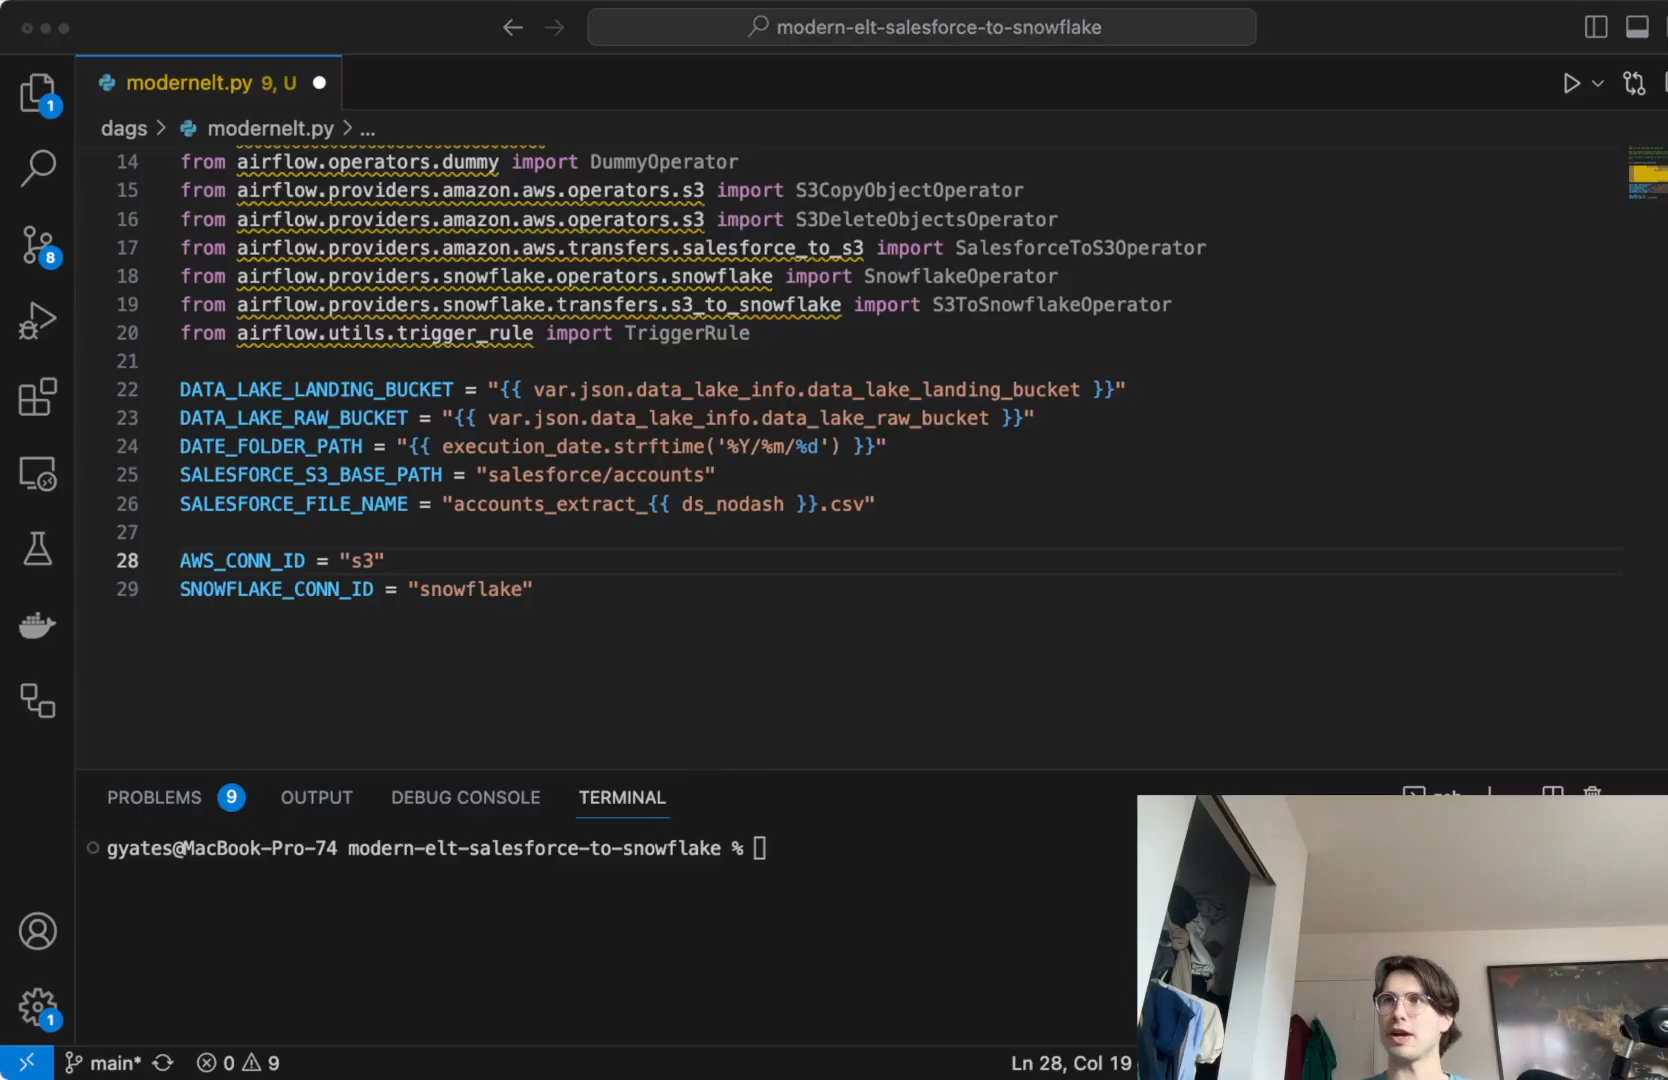 modern-elt-salesforce-to-snowflake
modernelt.py 9, U
dags > modernelt.py > ...
14 from airflow.operators.dummy import DummyOperator
15 from airflow.providers.amazon.aws.operators.s3 import S3CopyObjectOperator
16 from airflow.providers.amazon.aws.operators.s3 import S3DeleteObjectsOperator
17 from airflow.providers.amazon.aws.transfers.salesforce_to_s3 import SalesforceToS3Operator
18 from airflow.providers.snowflake.operators.snowflake import SnowflakeOperator
19 from airflow.providers.snowflake.transfers.s3_to_snowflake import S3ToSnowflakeOperator
20 from airflow.utils.trigger_rule import TriggerRule
21
22 DATA_LAKE_LANDING_BUCKET = "{{ var.json.data_lake_info.data_lake_landing_bucket }}"
23 DATA_LAKE_RAW_BUCKET = "{{ var.json.data_lake_info.data_lake_raw_bucket }}"
24 DATE_FOLDER_PATH = "{{ execution_date.strftime('%Y/%m/%d') }}"
25 SALESFORCE_S3_BASE_PATH = "salesforce/accounts"
26 SALESFORCE_FILE_NAME = "accounts_extract_{{ ds_nodash }}.csv"
27
28 AWS_CONN_ID = "s3"
29 SNOWFLAKE_CONN_ID = "snowflake"
1
8
1
PROBLEMS 9 OUTPUT DEBUG CONSOLE TERMINAL
gyates@MacBook-Pro-74 modern-elt-salesforce-to-snowflake %
main* 0 9 Ln 28, Col 19